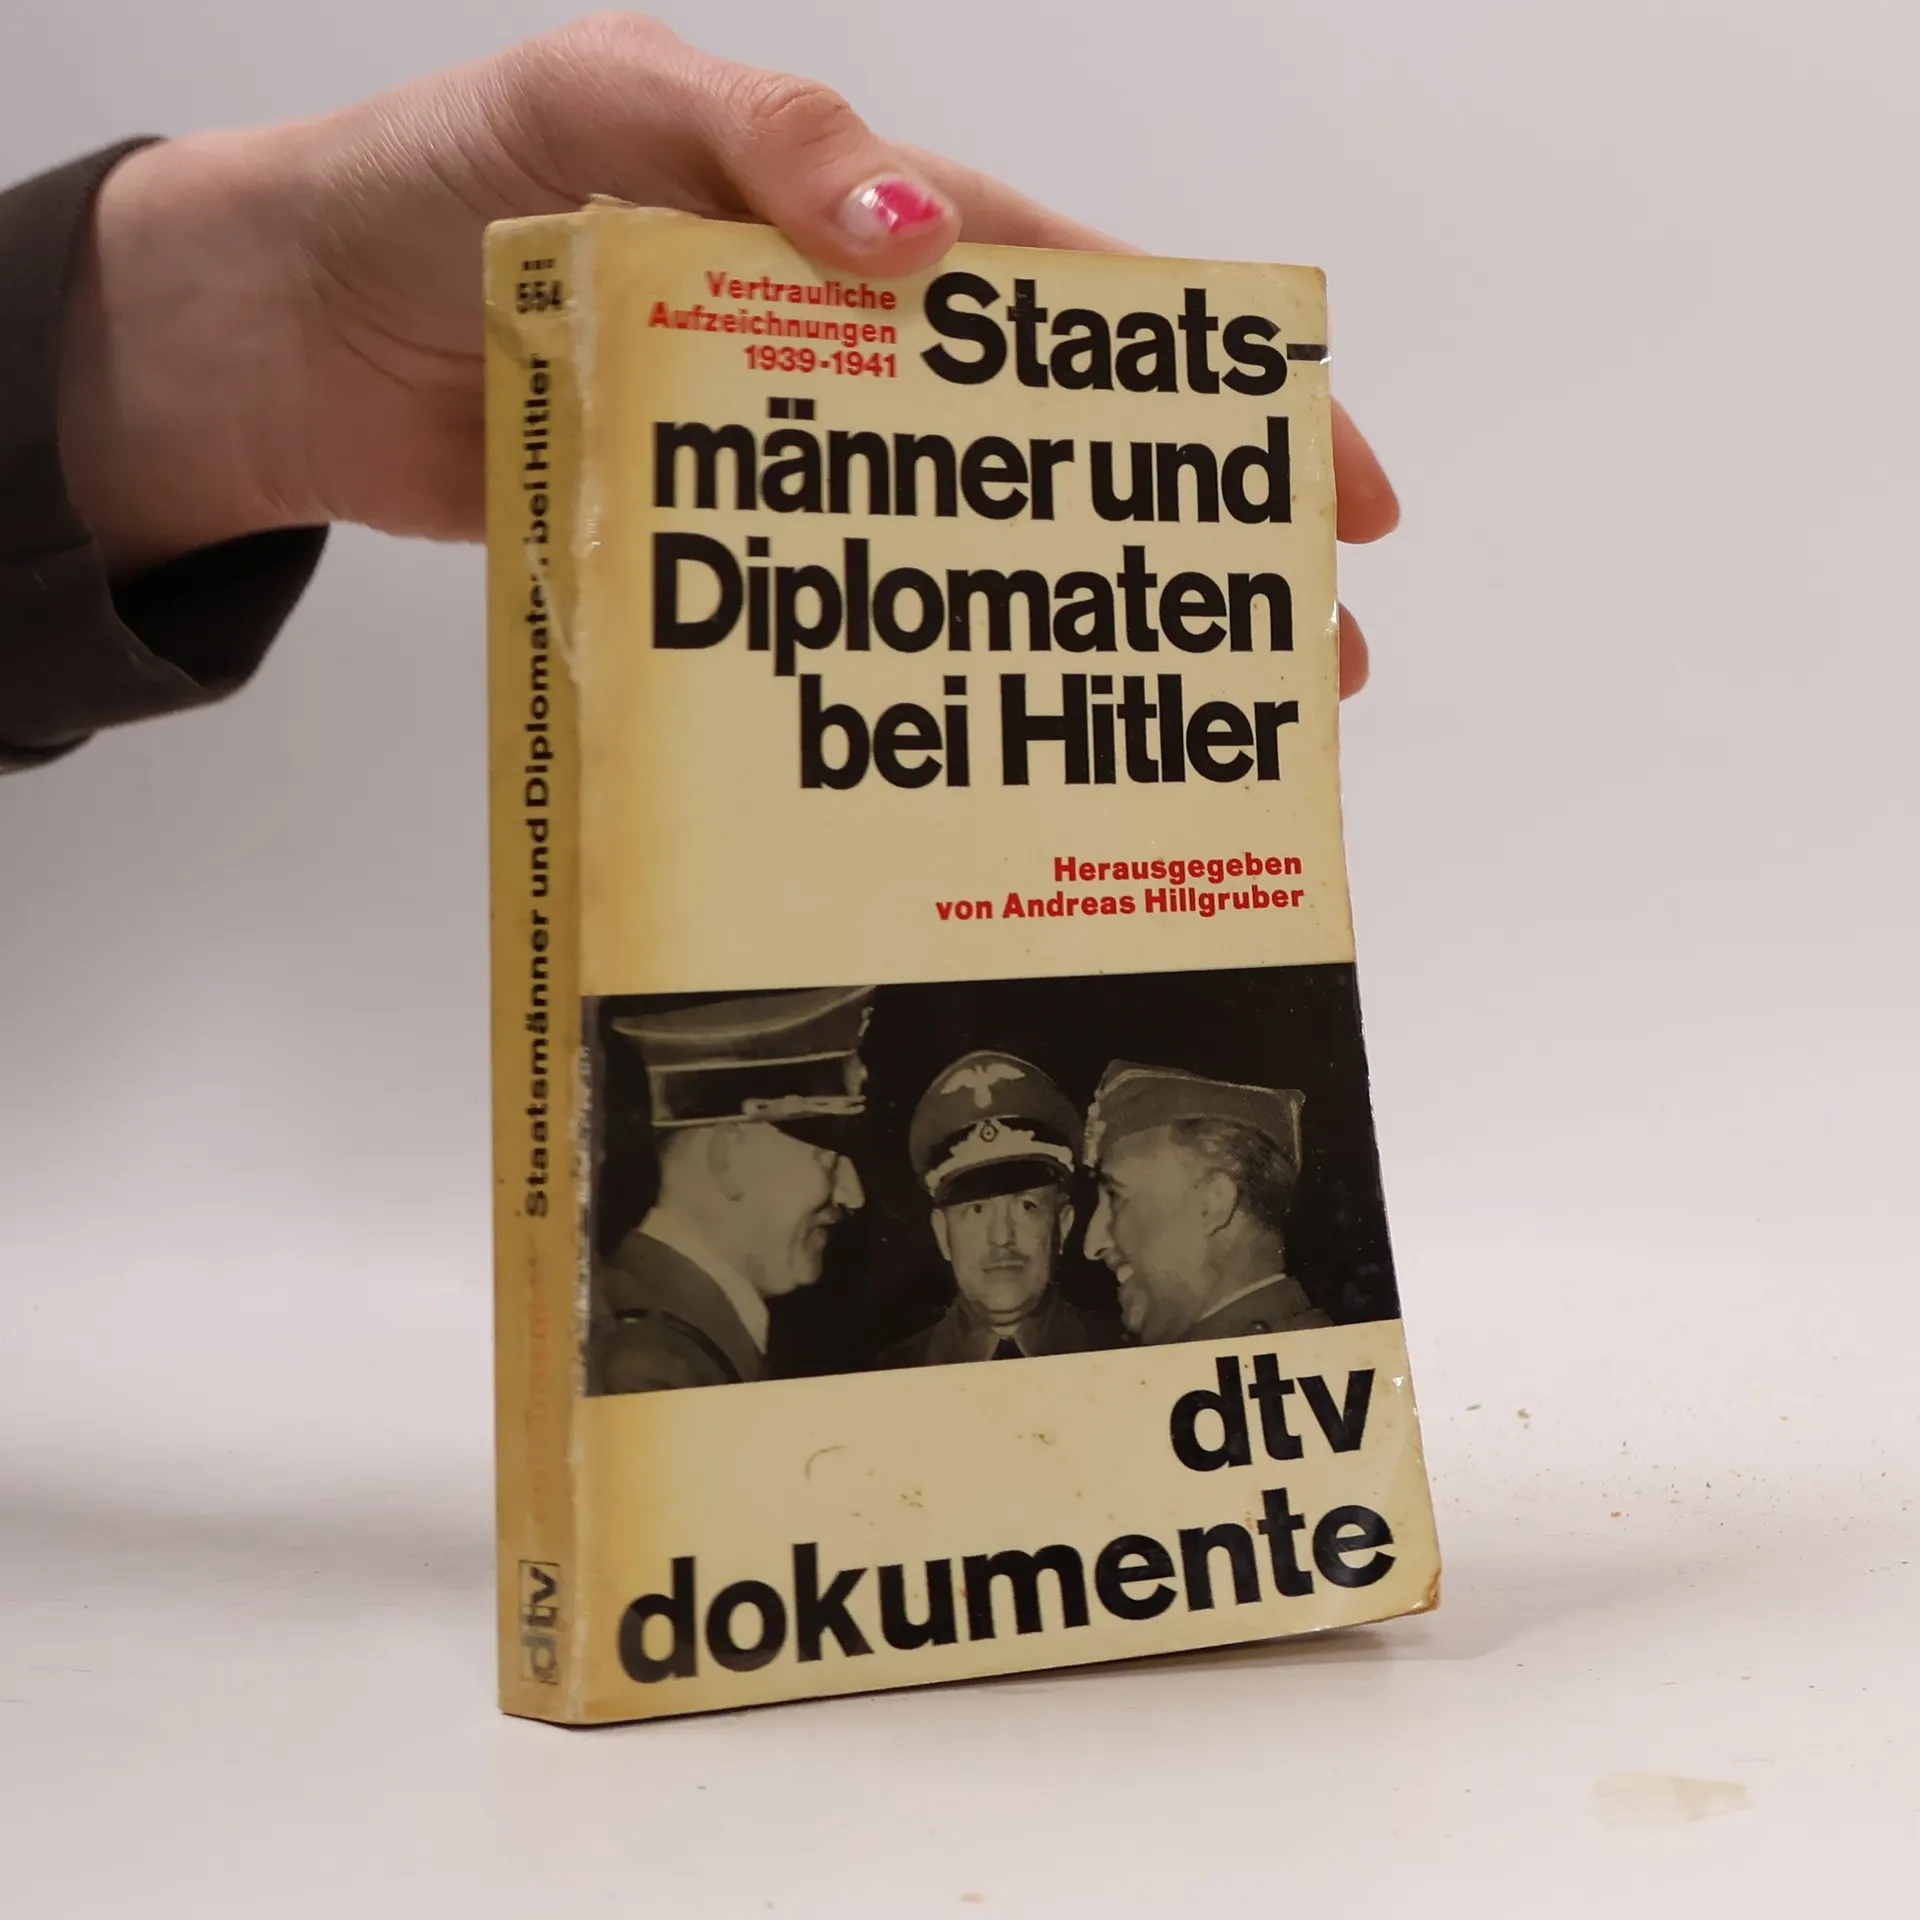 554
Staatsmänner und Diplomaten bei Hitler
dtv
Vertrauliche
Aufzeichnungen
1939-1941
Staats-
männer und
Diplomaten
bei Hitler
Herausgegeben
von Andreas Hillgruber
dtv
dokumente